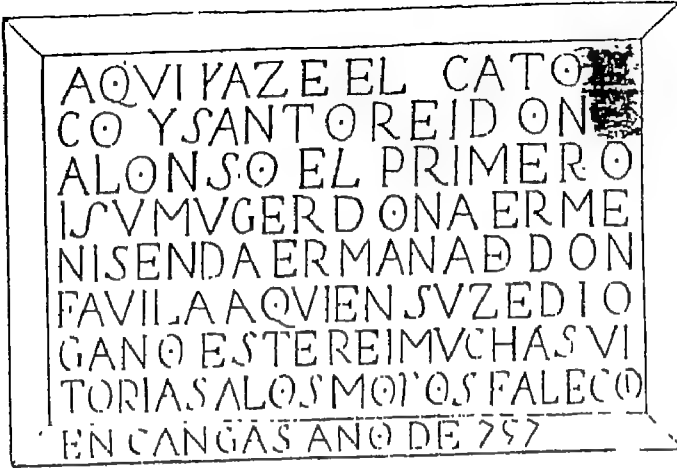 AQVI YAZE EL CATO
CO Y SANTO REI DON
ALONSO EL PRIMERO
I SV MVGER DONA ERME
NISENDA ERMANA D DON
FAVILA A QVIEN SVZEDIO
GANO ESTE REI MVCHAS VI
TORIAS A LOS MOROS FALECIO
EN CANGAS ANO DE 757